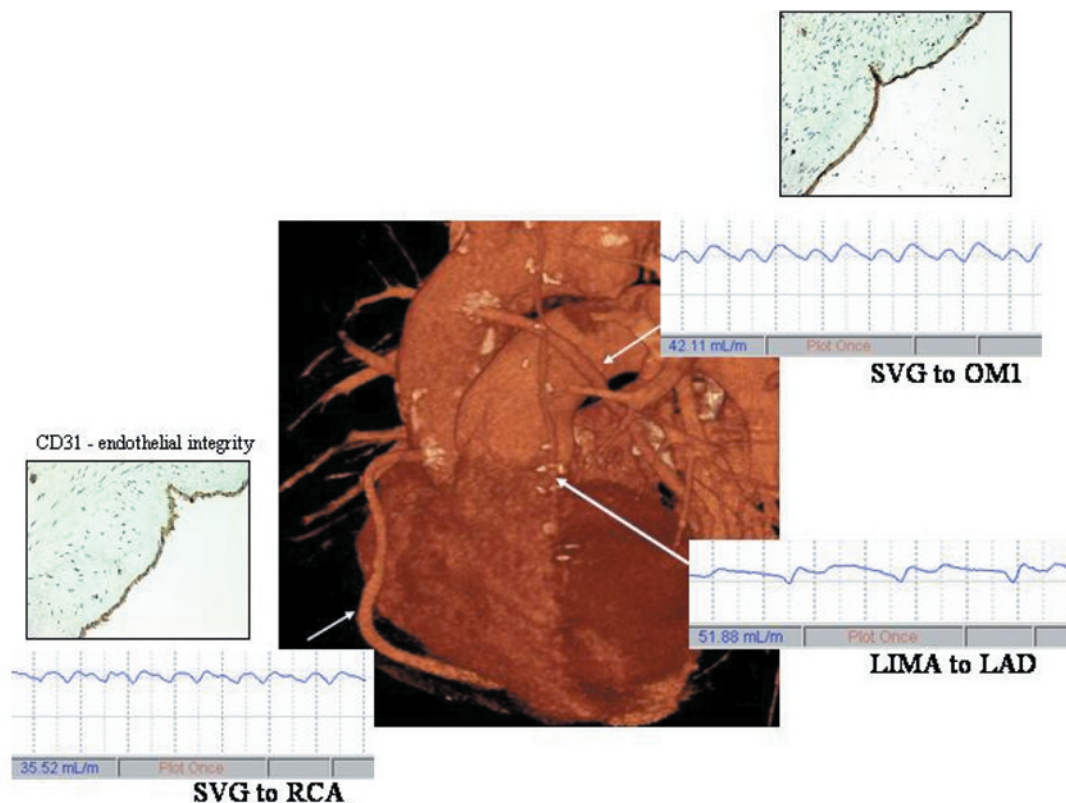 42.11 mL/m Plot Once
SVG to OM1
CD31 - endothelial integrity
51.88 mL/m Plot Once
LIMA to LAD
35.52 mL/m Plot Once
SVG to RCA